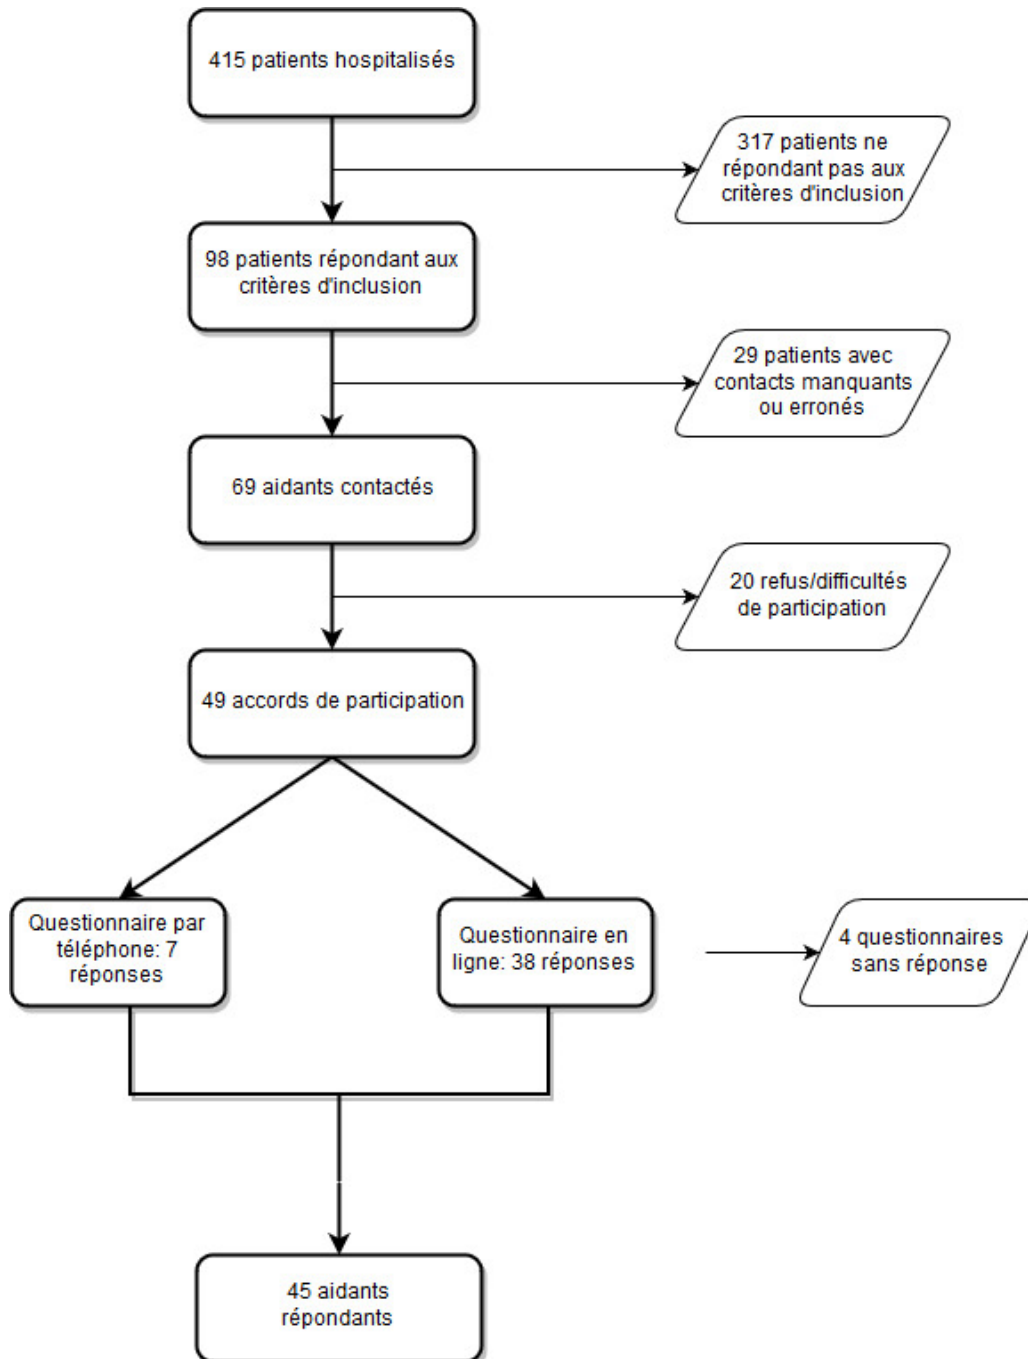 415 patients hospitalisés
317 patients ne
répondant pas aux
critères d'inclusion
98 patients répondant aux
critères d'inclusion
29 patients avec
contacts manquants
ou erronés
69 aidants contactés
20 refus/difficultés
de participation
49 accords de participation
Questionnaire par
téléphone: 7
réponses
Questionnaire en
ligne: 38 réponses
4 questionnaires
sans réponse
45 aidants
répondants